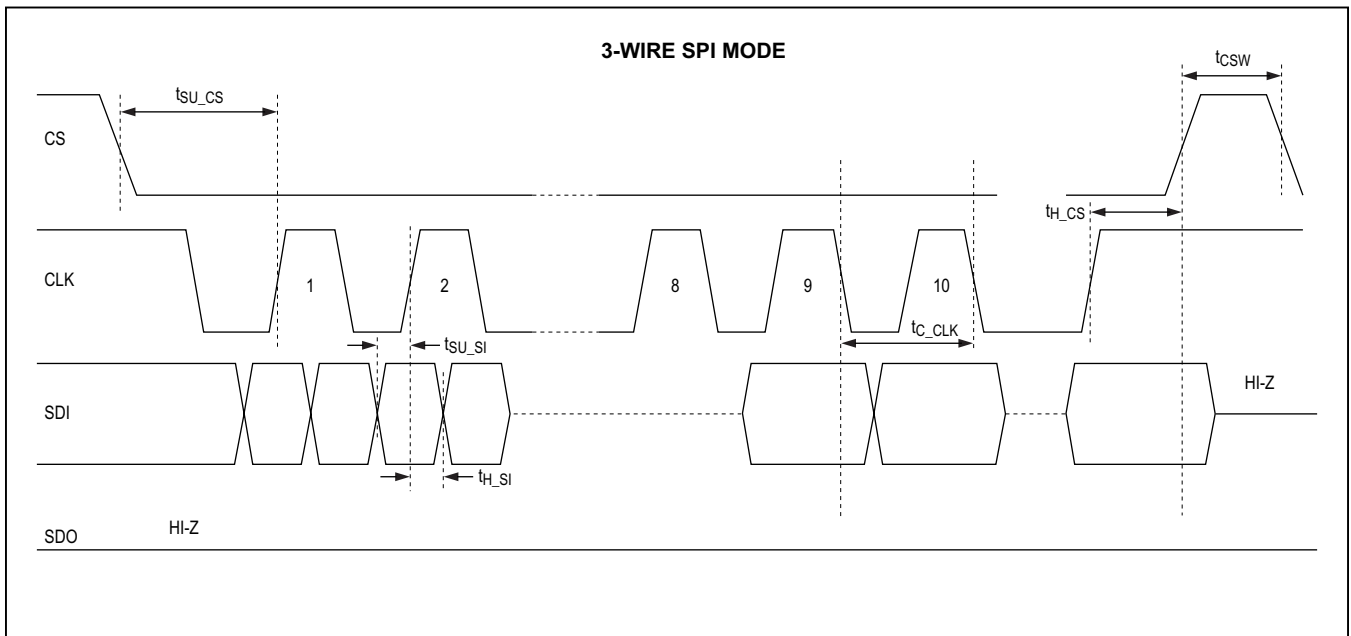 3-WIRE SPI MODE
tCSW
tSU_CS
CS
tH_CS
CLK
1
2
8
9
10
tSU_SI
tC_CLK
SDI
HI-Z
tH_SI
HI-Z
SDO